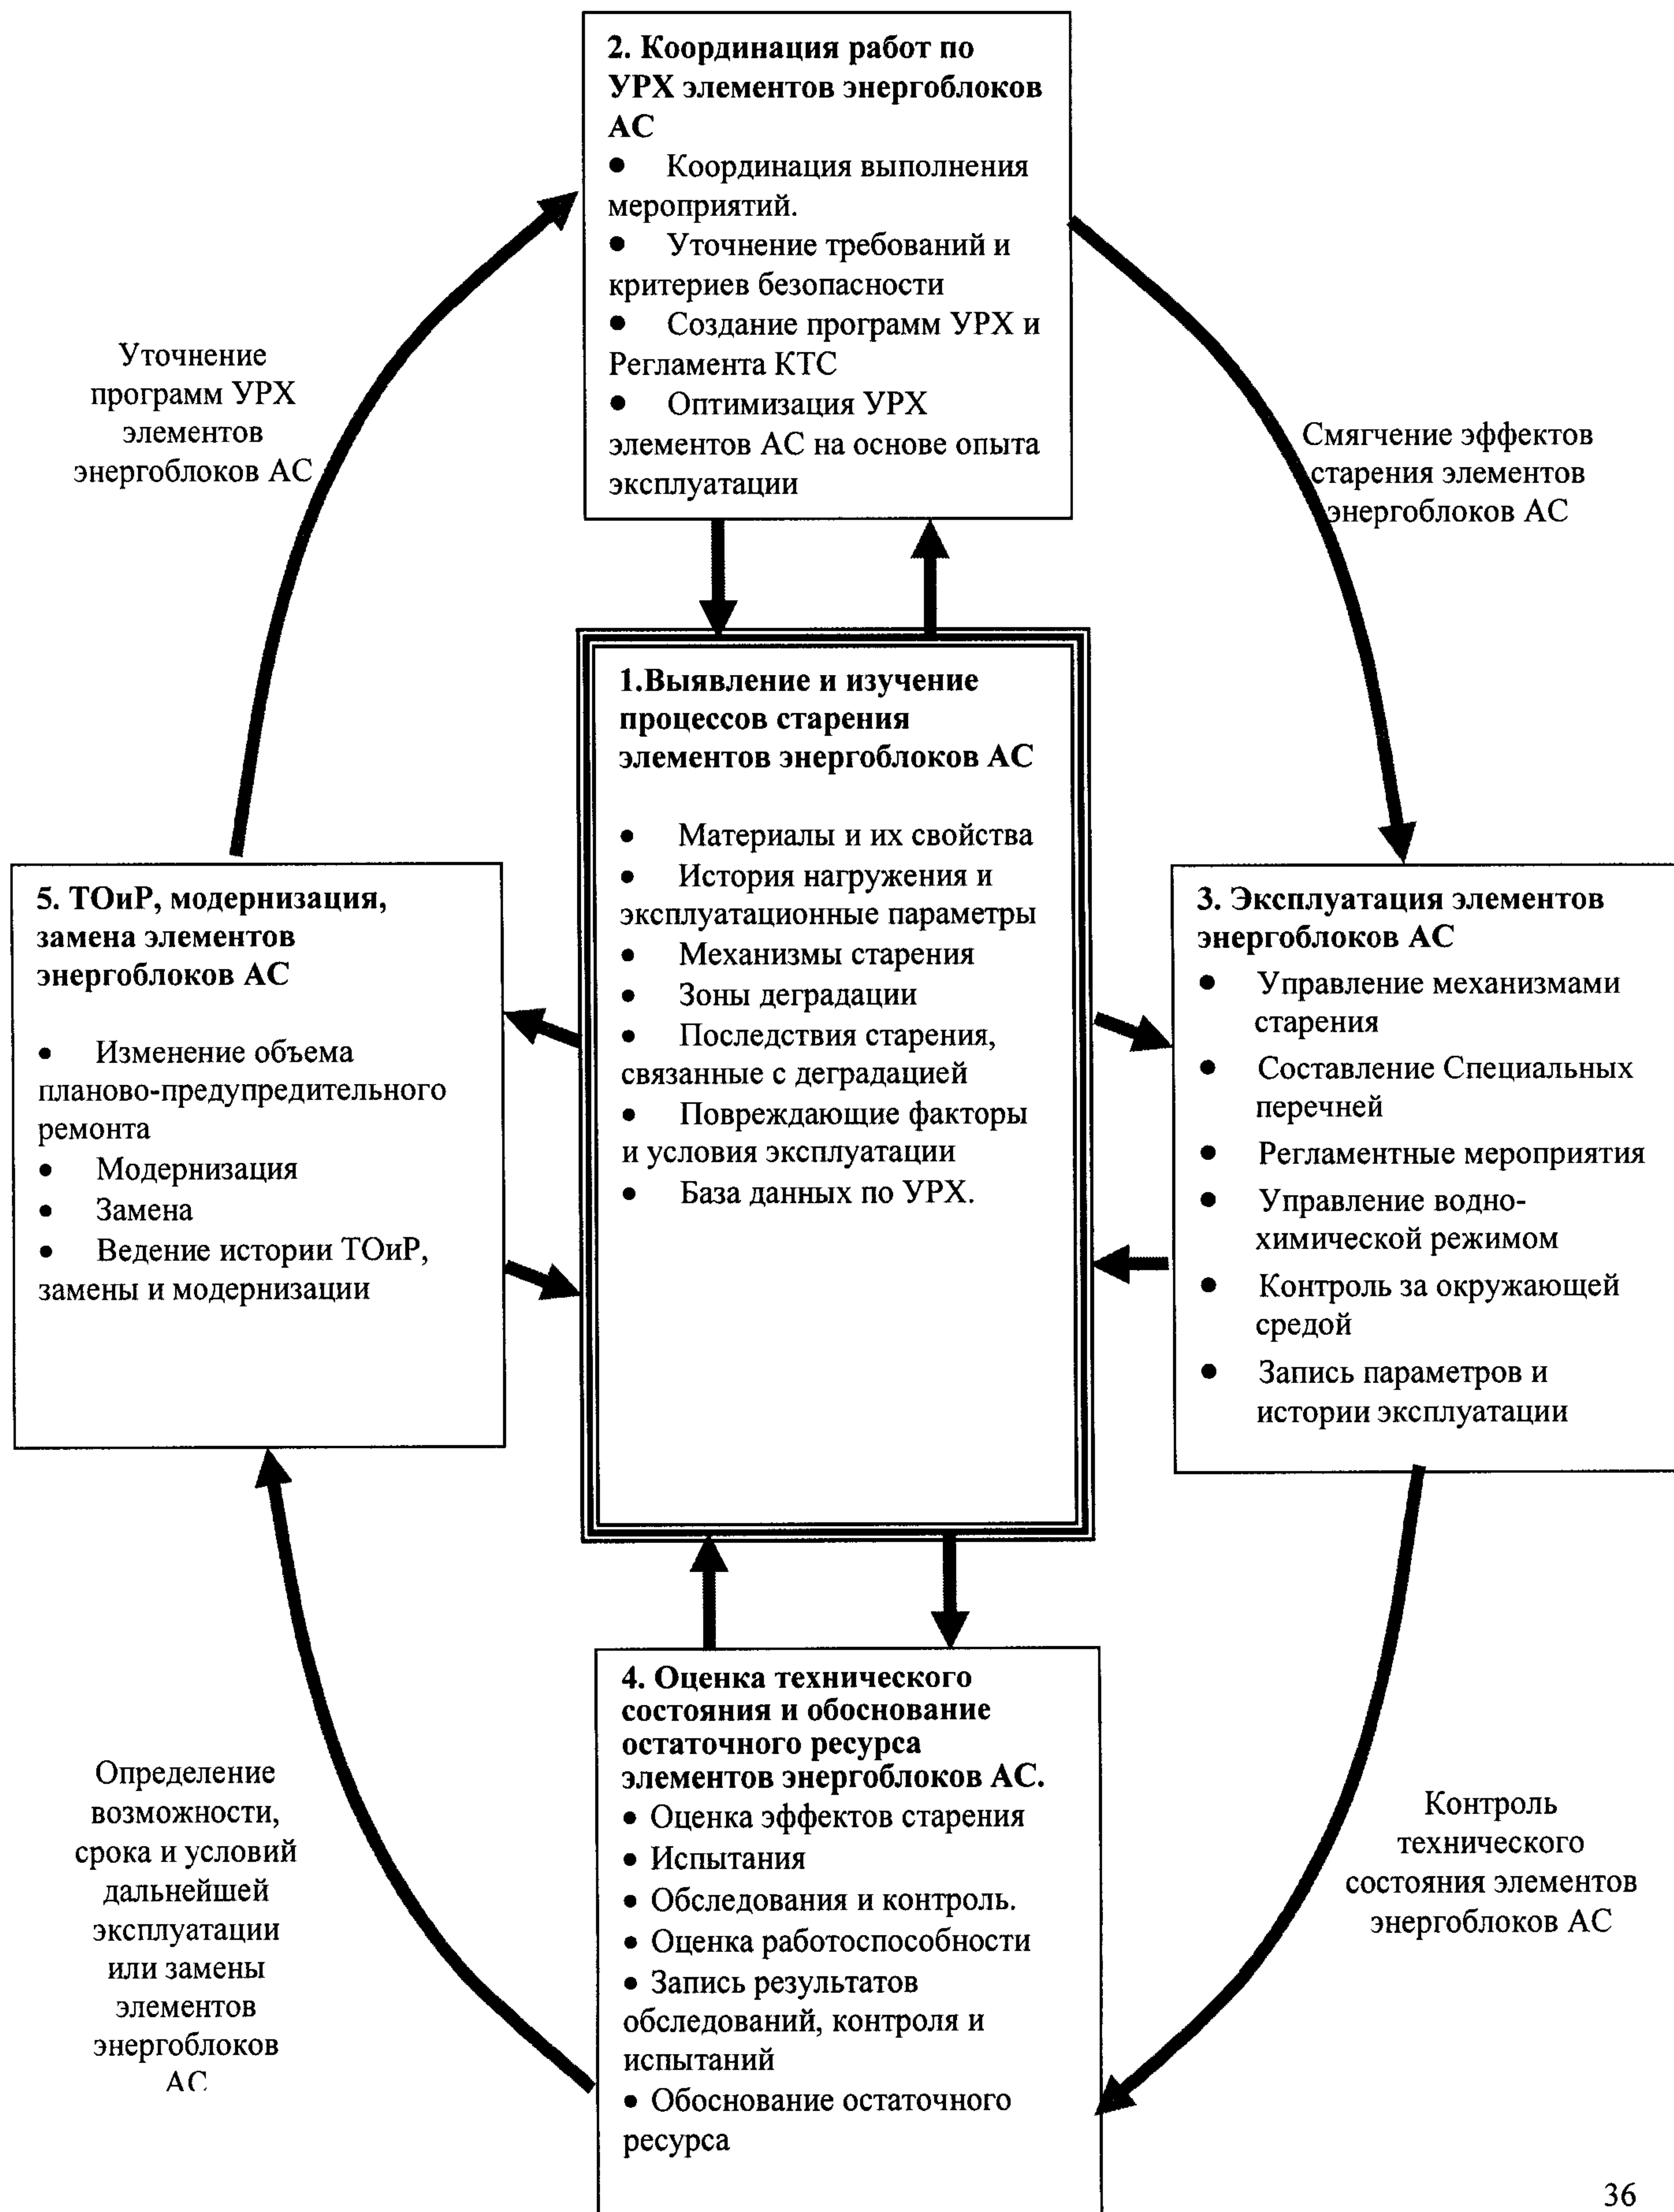 2. Координация работ по
УРХ элементов энергоблоков
АС
● Координация выполнения
мероприятий.
● Уточнение требований и
критериев безопасности
● Создание программ УРХ и
Регламента КТС
● Оптимизация УРХ
элементов АС на основе опыта
эксплуатации
Уточнение
программ УРХ
элементов
энергоблоков АС
Смягчение эффектов
старения элементов
энергоблоков АС
1.Выявление и изучение
процессов старения
элементов энергоблоков АС
● Материалы и их свойства
● История нагружения и
эксплуатационные параметры
● Механизмы старения
● Зоны деградации
● Последствия старения,
связанные с деградацией
● Повреждающие факторы
и условия эксплуатации
● База данных по УРХ.
5. ТОиР, модернизация,
замена элементов
энергоблоков АС
● Изменение объема
планово-предупредительного
ремонта
● Модернизация
● Замена
● Ведение истории ТОиР,
замены и модернизации
3. Эксплуатация элементов
энергоблоков АС
● Управление механизмами
старения
● Составление Специальных
перечней
● Регламентные мероприятия
● Управление водно-
химической режимом
● Контроль за окружающей
средой
● Запись параметров и
истории эксплуатации
4. Оценка технического
состояния и обоснование
остаточного ресурса
элементов энергоблоков АС.
● Оценка эффектов старения
● Испытания
● Обследования и контроль.
● Оценка работоспособности
● Запись результатов
обследований, контроля и
испытаний
● Обоснование остаточного
ресурса
Определение
возможности,
срока и условий
дальнейшей
эксплуатации
или замены
элементов
энергоблоков
АС
Контроль
технического
состояния элементов
энергоблоков АС
36